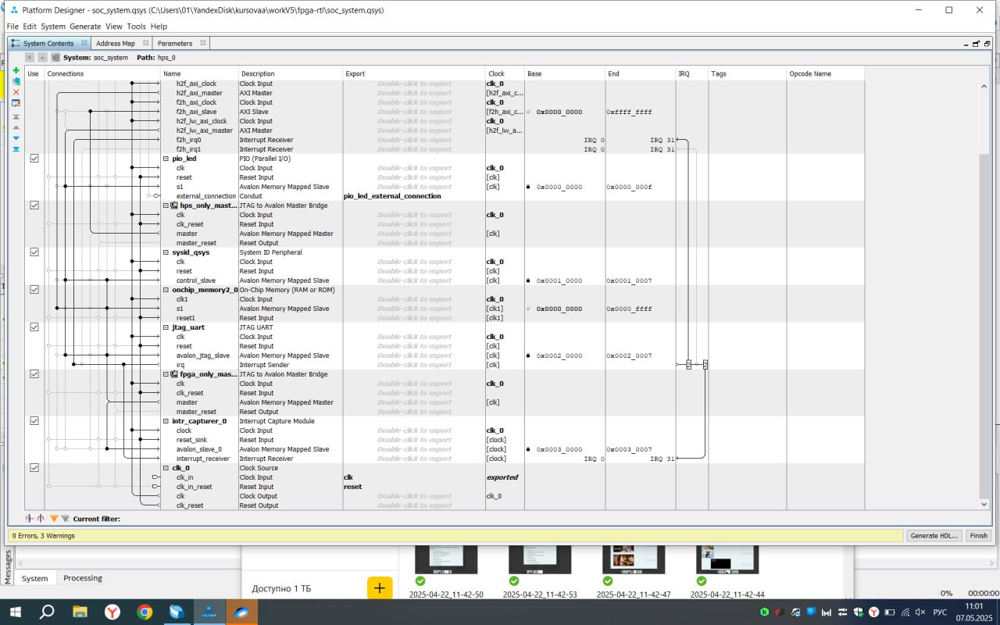 Platform Designer - soc_system.qsys (C:\Users\01\YandexDisk\kursovaa\workV5\fpga-rtl\soc_system.qsys)
File Edit System Generate View Tools Help
System Contents Address Map Parameters
System: soc_system Path: hps_0
Use Connections Name Description Export Clock Base End IRQ Tags Opcode Name
h2f_axi_clock Clock Input Double-click to export clk_0
h2f_axi_master AXI Master Double-click to export [h2f_axi_c...
f2h_axi_clock Clock Input Double-click to export clk_0
f2h_axi_slave AXI Slave Double-click to export [f2h_axi_c... 0x0000_0000 0xffff_ffff
h2f_lw_axi_clock Clock Input Double-click to export clk_0
h2f_lw_axi_master AXI Master Double-click to export [h2f_lw_a...
f2h_irq0 Interrupt Receiver Double-click to export IRQ 0 IRQ 31
f2h_irq1 Interrupt Receiver Double-click to export IRQ 0 IRQ 31
pio_led PIO (Parallel I/O)
clk Clock Input Double-click to export clk_0
reset Reset Input Double-click to export [clk]
s1 Avalon Memory Mapped Slave Double-click to export [clk] 0x0000_0000 0x0000_000f
external_connection Conduit pio_led_external_connection
hps_only_mast... JTAG to Avalon Master Bridge
clk Clock Input Double-click to export clk_0
clk_reset Reset Input Double-click to export
master Avalon Memory Mapped Master Double-click to export [clk]
master_reset Reset Output Double-click to export
sysid_qsys System ID Peripheral
clk Clock Input Double-click to export clk_0
reset Reset Input Double-click to export [clk]
control_slave Avalon Memory Mapped Slave Double-click to export [clk] 0x0001_0000 0x0001_0007
onchip_memory2_0 On-Chip Memory (RAM or ROM)
clk1 Clock Input Double-click to export clk_0
s1 Avalon Memory Mapped Slave Double-click to export [clk1] 0x0000_0000 0x0000_ffff
reset1 Reset Input Double-click to export [clk1]
jtag_uart JTAG UART
clk Clock Input Double-click to export clk_0
reset Reset Input Double-click to export [clk]
avalon_jtag_slave Avalon Memory Mapped Slave Double-click to export [clk] 0x0002_0000 0x0002_0007
irq Interrupt Sender Double-click to export [clk]
fpga_only_mas... JTAG to Avalon Master Bridge
clk Clock Input Double-click to export clk_0
clk_reset Reset Input Double-click to export
master Avalon Memory Mapped Master Double-click to export [clk]
master_reset Reset Output Double-click to export
intr_capturer_0 Interrupt Capture Module
clock Clock Input Double-click to export clk_0
reset_sink Reset Input Double-click to export [clock]
avalon_slave_0 Avalon Memory Mapped Slave Double-click to export [clock] 0x0003_0000 0x0003_0007
interrupt_receiver Interrupt Receiver Double-click to export [clock] IRQ 0 IRQ 31
clk_0 Clock Source
clk_in Clock Input clk exported
clk_in_reset Reset Input reset
clk Clock Output Double-click to export clk_0
clk_reset Reset Output Double-click to export
Current filter:
0 Errors, 3 Warnings Generate HDL... Finish
Messages
System Processing
Доступно 1 ТБ
2025-04-22_11-42-50 2025-04-22_11-42-53 2025-04-22_11-42-47 2025-04-22_11-42-44
0% 00:00:00
РУС 11:01
07.05.2025